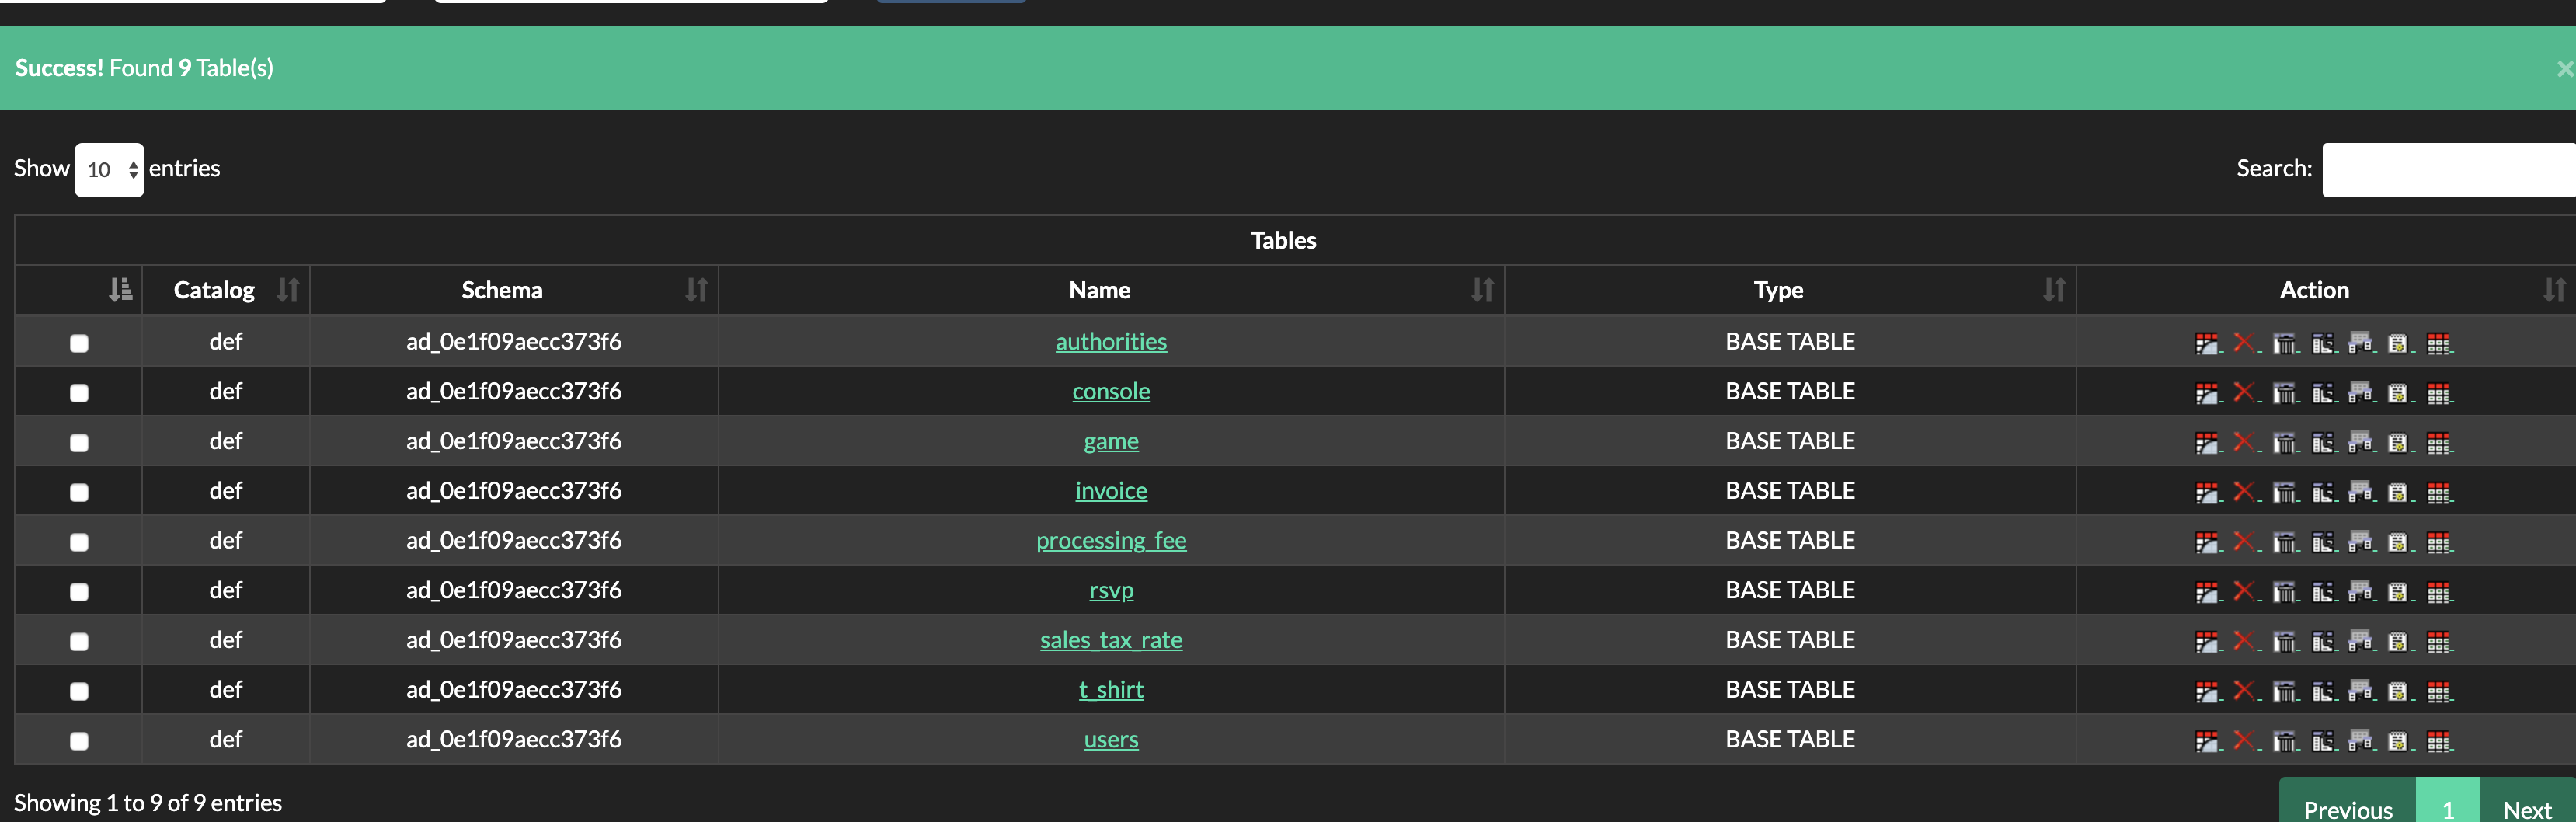 Success! Found 9 Table(s)
×
Show 10 entries
Search:
Tables
Catalog Schema Name Type Action
def ad_0e1f09aecc373f6 authorities BASE TABLE
def ad_0e1f09aecc373f6 console BASE TABLE
def ad_0e1f09aecc373f6 game BASE TABLE
def ad_0e1f09aecc373f6 invoice BASE TABLE
def ad_0e1f09aecc373f6 processing_fee BASE TABLE
def ad_0e1f09aecc373f6 rsvp BASE TABLE
def ad_0e1f09aecc373f6 sales_tax_rate BASE TABLE
def ad_0e1f09aecc373f6 t_shirt BASE TABLE
def ad_0e1f09aecc373f6 users BASE TABLE
Showing 1 to 9 of 9 entries
Previous 1 Next